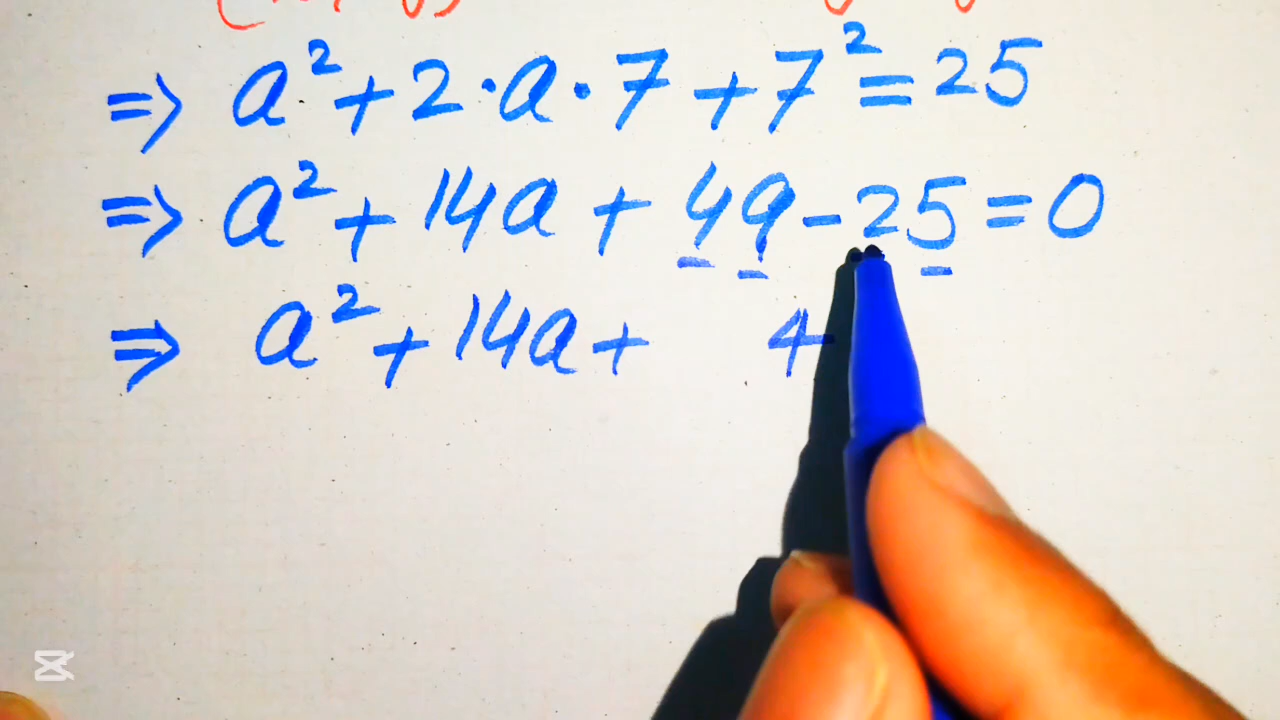 ⇒ a² + 2 · a · 7 + 7² = 25
⇒ a² + 14a + 49 - 25 = 0
⇒ a² + 14a + 4